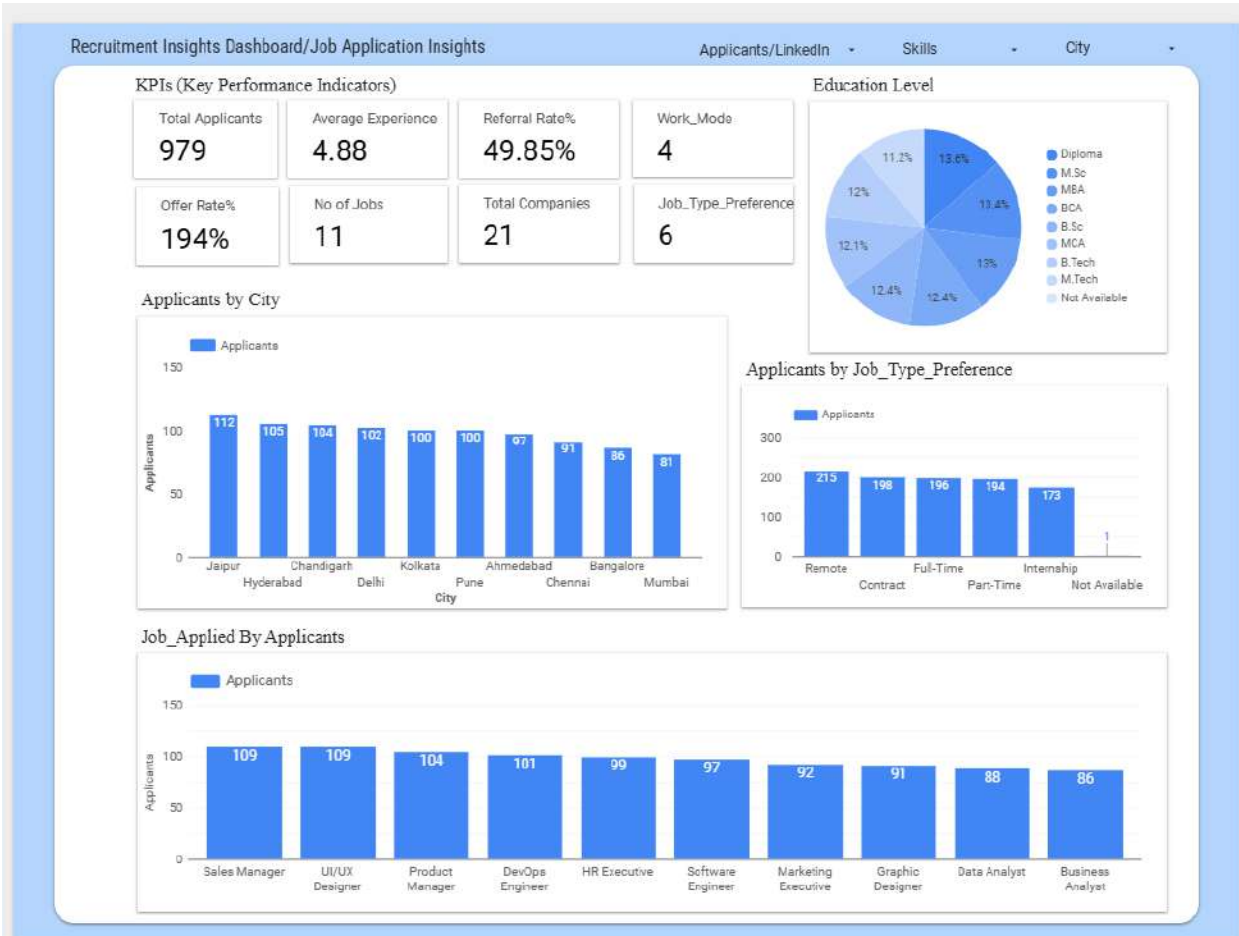 Recruitment Insights Dashboard/Job Application Insights
Applicants/LinkedIn
Skills
City
KPIs (Key Performance Indicators)
Total Applicants
979
Average Experience
4.88
Referral Rate%
49.85%
Work_Mode
4
Offer Rate%
194%
No of Jobs
11
Total Companies
21
Job_Type_Preference
6
Education Level
11.2%
13.6%
12%
13.4%
12.1%
13%
12.4%
12.4%
Diploma
M.Sc
MBA
BCA
B.Sc
MCA
B.Tech
M.Tech
Not Available
Applicants by City
Applicants
150
100
50
0
Applicants
112
105
104
102
100
100
97
91
86
81
Jaipur
Hyderabad
Chandigarh
Delhi
Kolkata
Pune
Ahmedabad
Chennai
Bangalore
Mumbai
City
Applicants by Job_Type_Preference
Applicants
300
200
100
0
215
198
196
194
173
1
Remote
Contract
Full-Time
Part-Time
Internship
Not Available
Job_Applied By Applicants
Applicants
150
100
50
0
Applicants
109
109
104
101
99
97
92
91
88
86
Sales Manager
UI/UX
Designer
Product
Manager
DevOps
Engineer
HR Executive
Software
Engineer
Marketing
Executive
Graphic
Designer
Data Analyst
Business
Analyst